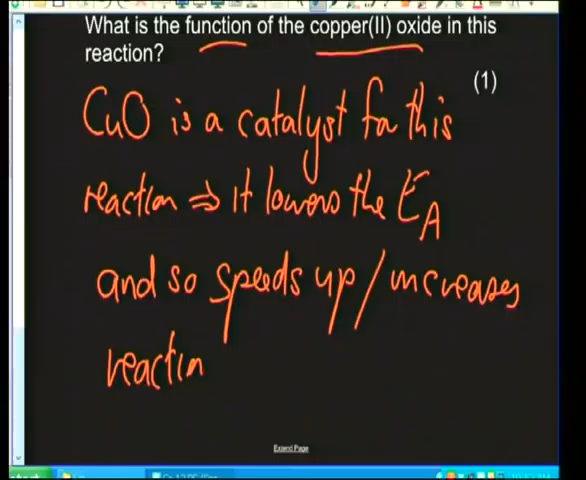 What is the function of the copper(II) oxide in this
reaction?
(1)
CuO is a catalyst for this
reaction ⇒ it lowers the EA
and so speeds up / increases
reaction
Extend Page